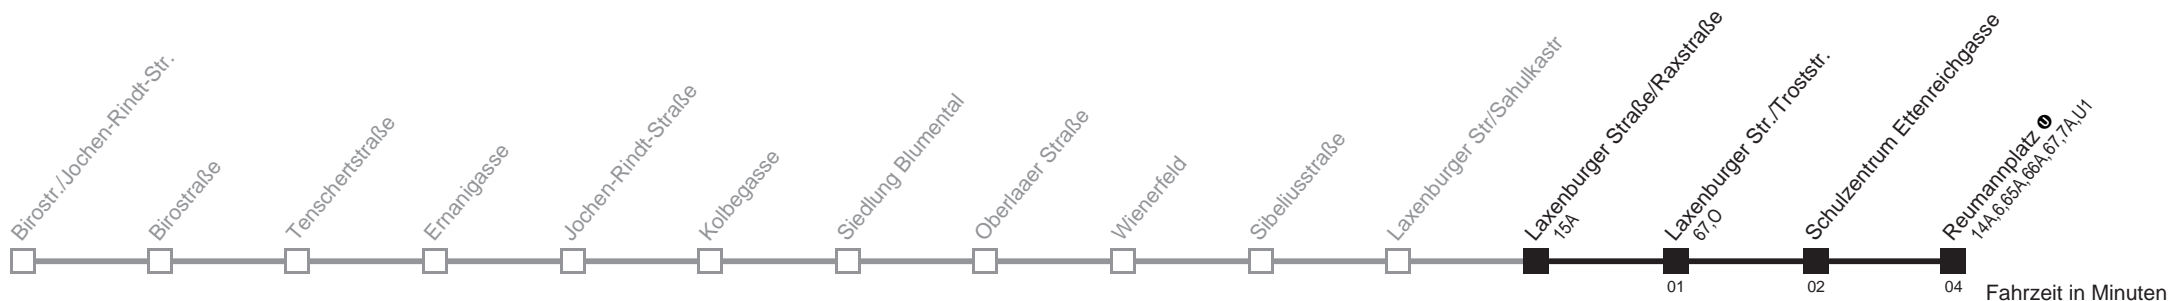 Birostr./Jochen-Rindt-Str.
Birostraße
Tenschertstraße
Ernanigasse
Jochen-Rindt-Straße
Kolbegasse
Siedlung Blumental
Oberlaaer Straße
Wienerfeld
Sibeliusstraße
Laxenburger Str/Sahulkastr
Laxenburger Straße/Raxstraße
15A
Laxenburger Str./Troststr.
67,O
Schulzentrum Ettenreichgasse
Reumannplatz U
14A,6,65A,66A,67,7A,U1
01
02
04
Fahrzeit in Minuten